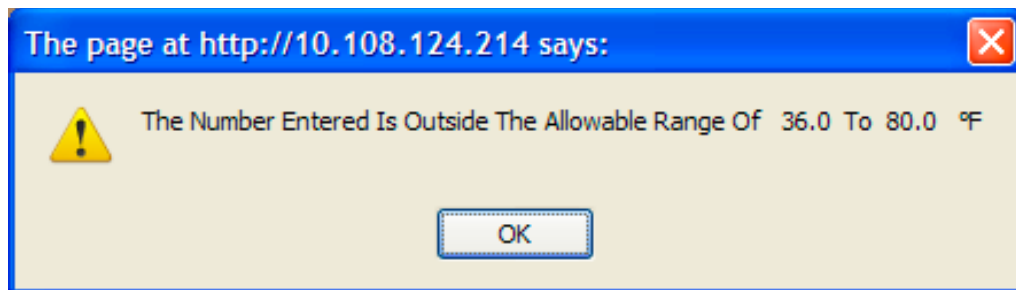 The page at http://10.108.124.214 says:
The Number Entered Is Outside The Allowable Range Of 36.0 To 80.0 ºF
OK